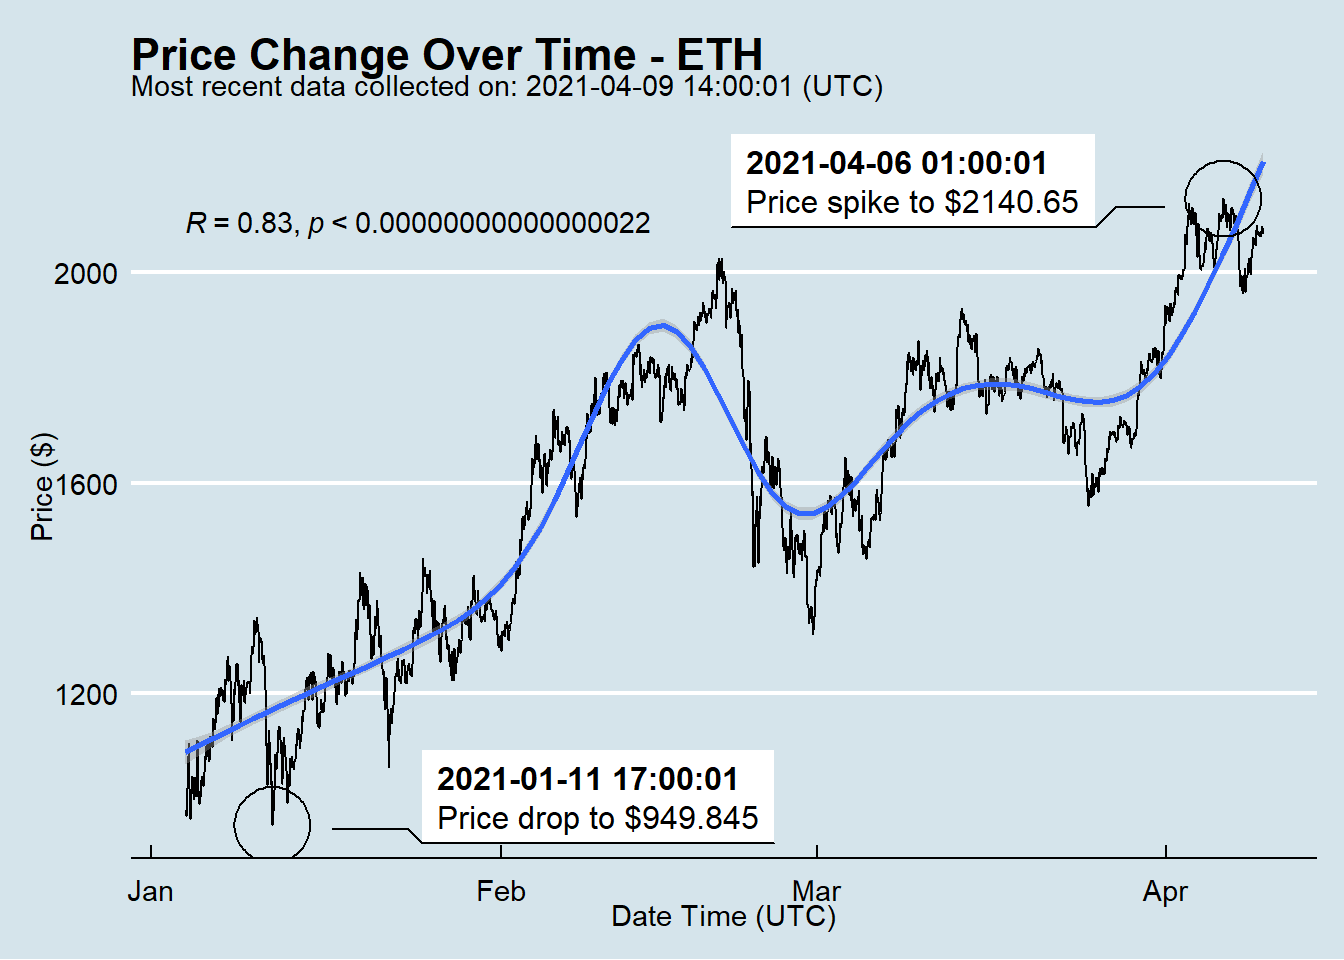 Price Change Over Time - ETH
Most recent data collected on: 2021-04-09 14:00:01 (UTC)
2021-04-06 01:00:01
Price spike to $2140.65
R = 0.83, p < 0.00000000000000022
2000
1600
1200
Price ($)
2021-01-11 17:00:01
Price drop to $949.845
Jan Feb Mar Apr
Date Time (UTC)